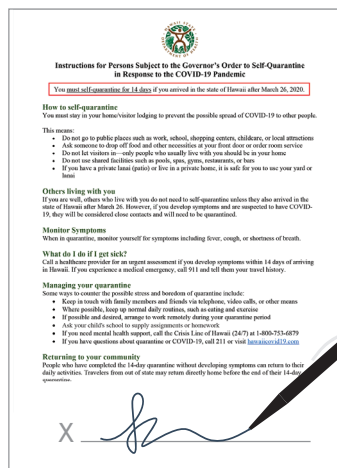 Instructions for Persons Subject to the Governor's Order to Self-Quarantine
in Response to the COVID-19 Pandemic
You must self-quarantine for 14 days if you arrived in the state of Hawaii after March 26, 2020.
How to self-quarantine
You must stay in your home/visitor lodging to prevent the possible spread of COVID-19 to other people.
This means:
• Do not go to public places such as work, school, shopping centers, childcare, or local attractions
• Ask someone to drop off food and other necessities at your front door or order room service
• Do not let visitors in—only people who usually live with you should be in your home
• Do not use shared facilities such as pools, spas, gyms, restaurants, or bars
• If you have a private lanai (patio) or live in a private home, it is safe for you to use your yard or
lanai
Others living with you
If you are well, others who live with you do not need to self-quarantine unless they also arrived in the
state of Hawaii after March 26. However, if you develop symptoms and are suspected to have COVID-
19, they will be considered close contacts and will need to be quarantined.
Monitor Symptoms
When in quarantine, monitor yourself for symptoms including fever, cough, or shortness of breath.
What do I do if I get sick?
Call a healthcare provider for an urgent assessment if you develop symptoms within 14 days of arriving
in Hawaii. If you experience a medical emergency, call 911 and tell them your travel history.
Managing your quarantine
Some ways to counter the possible stress and boredom of quarantine include:
• Keep in touch with family members and friends via telephone, video calls, or other means
• Where possible, keep up normal daily routines, such as eating and exercise
• If possible and desired, arrange to work remotely during your quarantine period
• Ask your child's school to supply assignments or homework
• If you need mental health support, call the Crisis Line of Hawaii (24/7) at 1-800-753-6879
• If you have questions about quarantine or COVID-19, call 211 or visit hawaiicovid19.com
Returning to your community
People who have completed the 14-day quarantine without developing symptoms can return to their
daily activities. Travelers from out of state may return directly home before the end of their 14-day
quarantine.
X